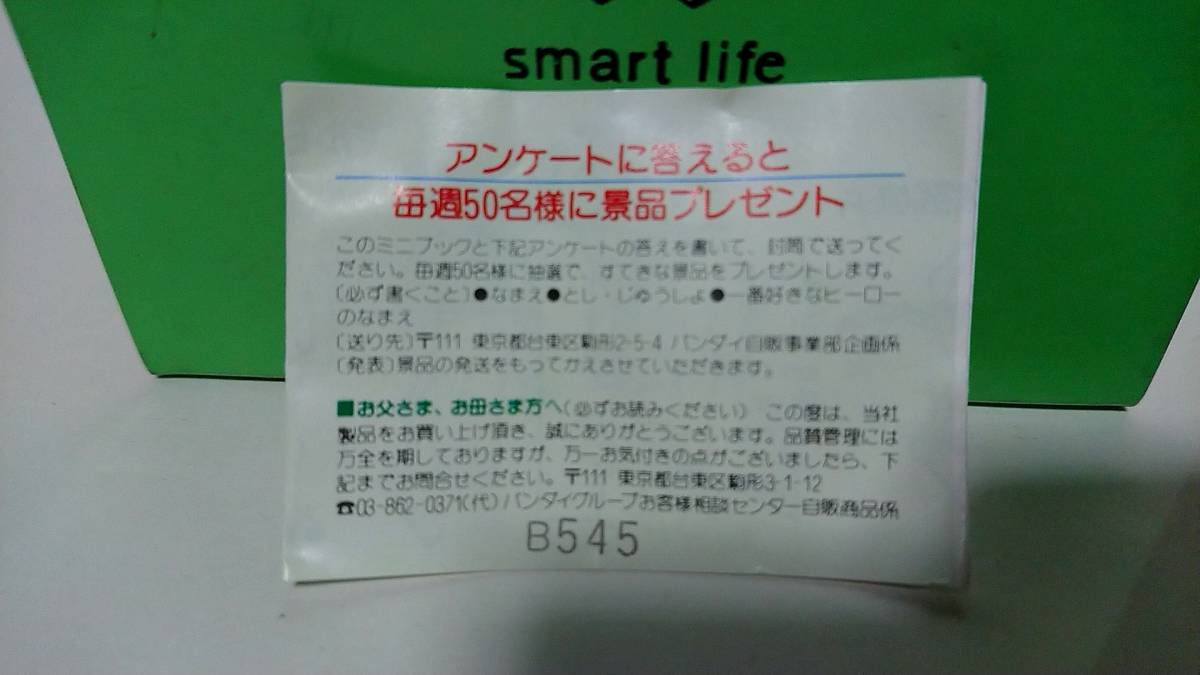 smart life
アンケートに答えると
毎週50名様に景品プレゼント
このミニブックと下記アンケートの答えを書いて、封筒で送ってく
ださい。毎週50名様に抽選で、すてきな景品をプレゼントします。
〔必ず書くこと〕●なまえ●とし・じゅうしょ●一番好きなヒーロー
のなまえ
〔送り先〕〒111 東京都台東区駒形2-5-4 バンダイ自販事業部企画係
〔発表〕景品の発送をもってかえさせていただきます。
■お父さま、お母さま方へ(必ずお読みください) この度は、当社
製品をお買い上げ頂き、誠にありがとうございます。品質管理には
万全を期しておりますが、万一お気付きの点がございましたら、下
記までお問合せください。〒111 東京都台東区駒形3-1-12
☎03-862-0371(代) バンダイグループお客様相談センター自販商品係
B545